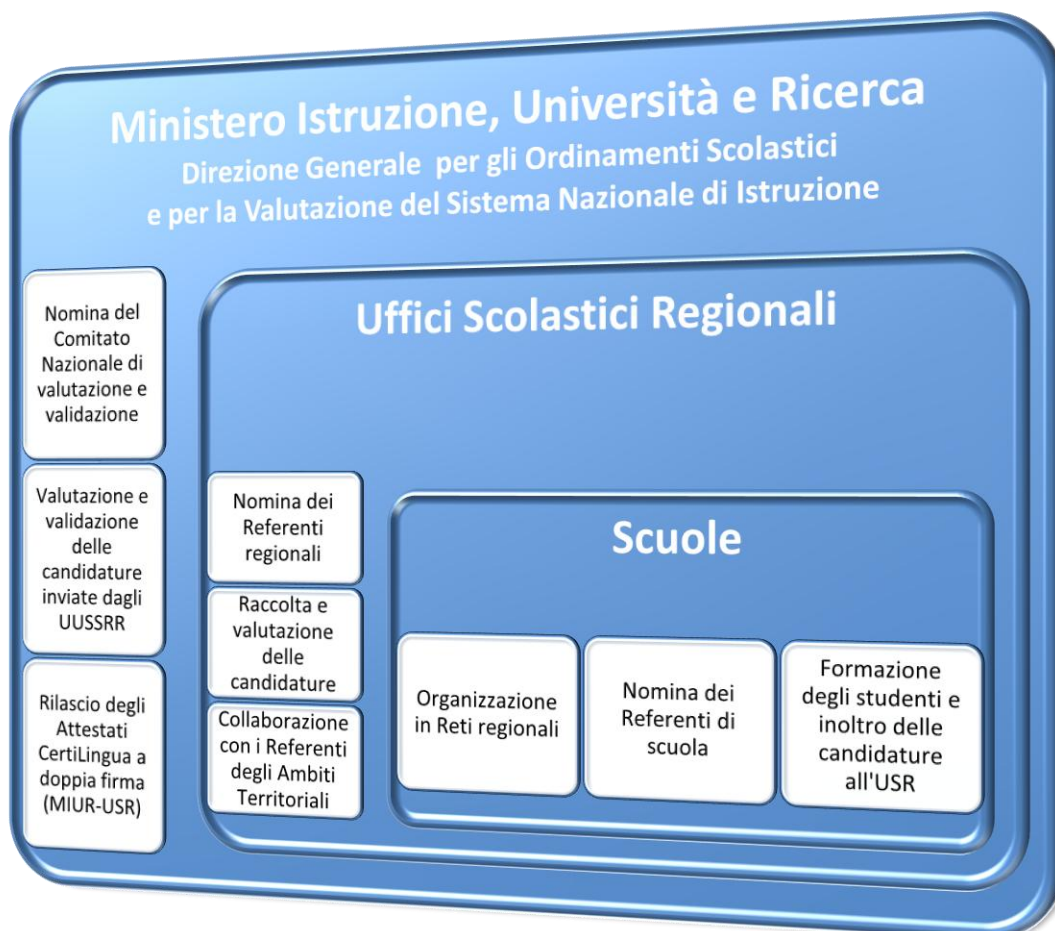 Ministero Istruzione, Università e Ricerca
Direzione Generale per gli Ordinamenti Scolastici
e per la Valutazione del Sistema Nazionale di Istruzione
Nomina del
Comitato
Nazionale di
valutazione e
validazione
Valutazione e
validazione
delle
candidature
inviate dagli
UUSSRR
Rilascio degli
Attestati
CertiLingua a
doppia firma
(MIUR-USR)
Uffici Scolastici Regionali
Nomina dei
Referenti
regionali
Raccolta e
valutazione
delle
candidature
Collaborazione
con i Referenti
degli Ambiti
Territoriali
Scuole
Organizzazione
in Reti regionali
Nomina dei
Referenti di
scuola
Formazione
degli studenti e
inoltro delle
candidature
all'USR